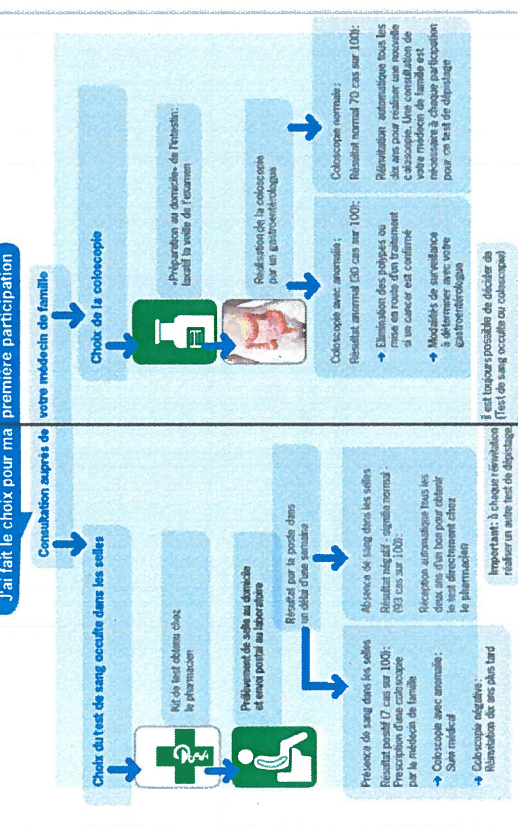 J'ai fait le choix pour ma première participation
Consultation auprès de votre médecin de famille
Choix du test de sang occulte dans les selles
Kit de test obtenu chez
le pharmacien
Prélèvement de selle au domicile
et envoi postal au laboratoire
Résultat par la poste dans
un délai d'une semaine
Présence de sang dans les selles
Résultat positif (7 cas sur 100):
Prescription d'une coloscopie
par le médecin de famille
→ Coloscopie avec anomalie:
Suivi médical
→ Coloscopie négative:
Réinvitation dix ans plus tard
Absence de sang dans les selles
Résultat négatif - signifie normal -
(93 cas sur 100):
Réception automatique tous les
deux ans d'un bon pour obtenir
le test directement chez
le pharmacien
Choix de la coloscopie
«Préparation au domicile» de l'intestin:
laxatif la veille de l'examen
Réalisation de la coloscopie
par un gastroentérologue
Coloscopie avec anomalie:
Résultat anormal (30 cas sur 100):
→ Elimination des polypes ou
mise en route d'un traitement
si un cancer est confirmé
→ Modalités de surveillance
à déterminer avec votre
gastroentérologue
Coloscopie normale:
Résultat normal 70 cas sur 100):
Réinvitation automatique tous les
dix ans pour réaliser une nouvelle
coloscopie. Une consultation de
votre médecin de famille est
nécessaire à chaque participation
pour ce test de dépistage
Important: à chaque réinvitation il est toujours possible de décider de
réaliser un autre test de dépistage (Test de sang occulte ou coloscopie)